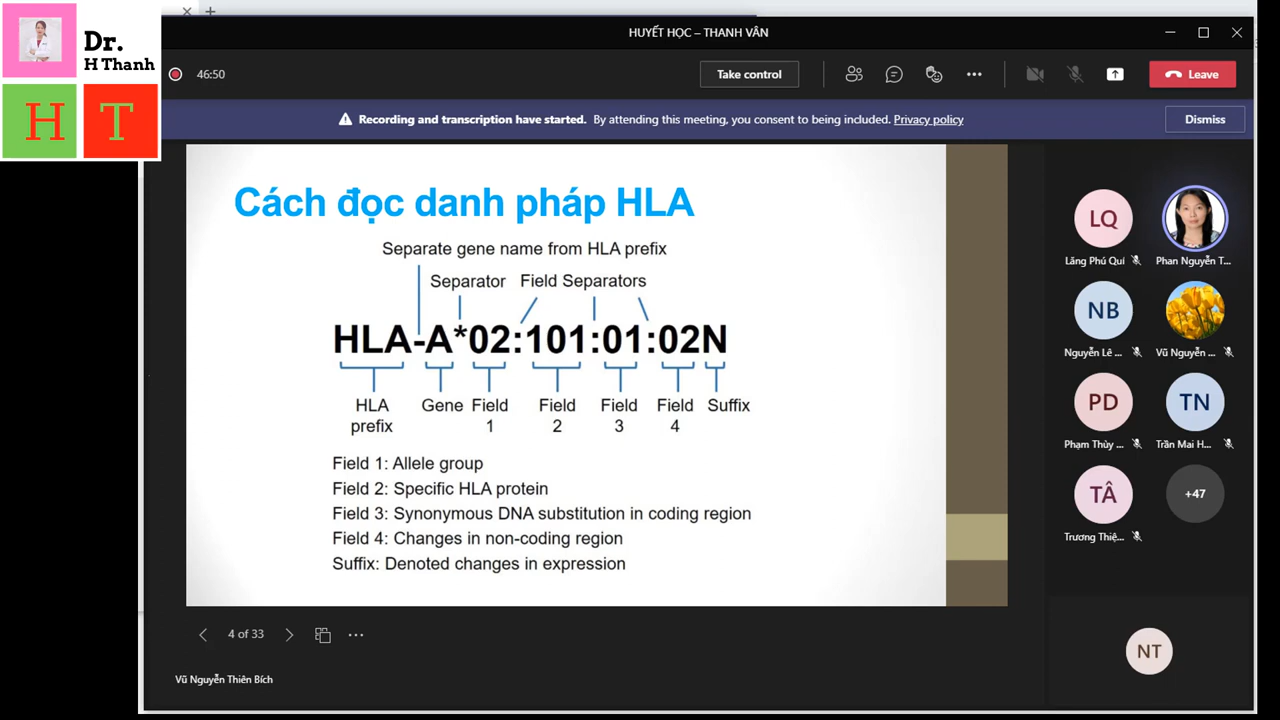 Dr.
H Thanh
H T
HUYẾT HỌC – THANH VÂN
46:50
Take control
Leave
Recording and transcription have started. By attending this meeting, you consent to being included. Privacy policy
Dismiss
Cách đọc danh pháp HLA
Separate gene name from HLA prefix
Separator Field Separators
HLA-A*02:101:01:02N
HLA prefix
Gene
Field 1
Field 2
Field 3
Field 4
Suffix
Field 1: Allele group
Field 2: Specific HLA protein
Field 3: Synonymous DNA substitution in coding region
Field 4: Changes in non-coding region
Suffix: Denoted changes in expression
4 of 33
Vũ Nguyễn Thiên Bích
LQ
Lăng Phú Quí
Phan Nguyễn T...
NB
Nguyễn Lê ...
Vũ Nguyễn ...
PD
Phạm Thùy ...
TN
Trần Mai H...
TÂ
Trương Thiệ...
+47
NT